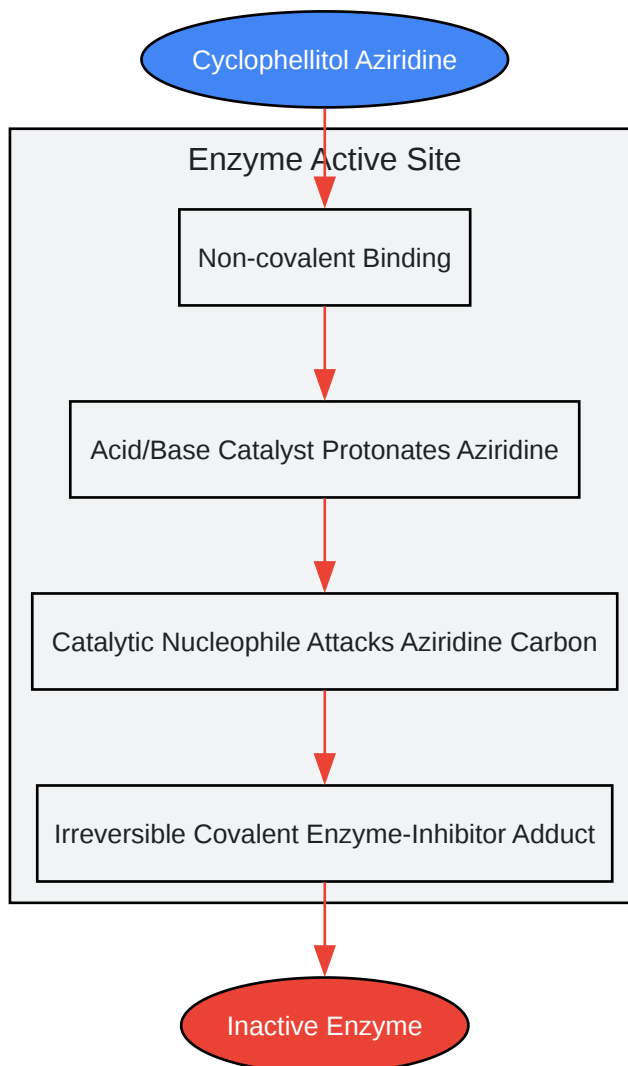 Cyclophellitol Aziridine
Enzyme Active Site
Non-covalent Binding
Acid/Base Catalyst Protonates Aziridine
Catalytic Nucleophile Attacks Aziridine Carbon
Irreversible Covalent Enzyme-Inhibitor Adduct
Inactive Enzyme